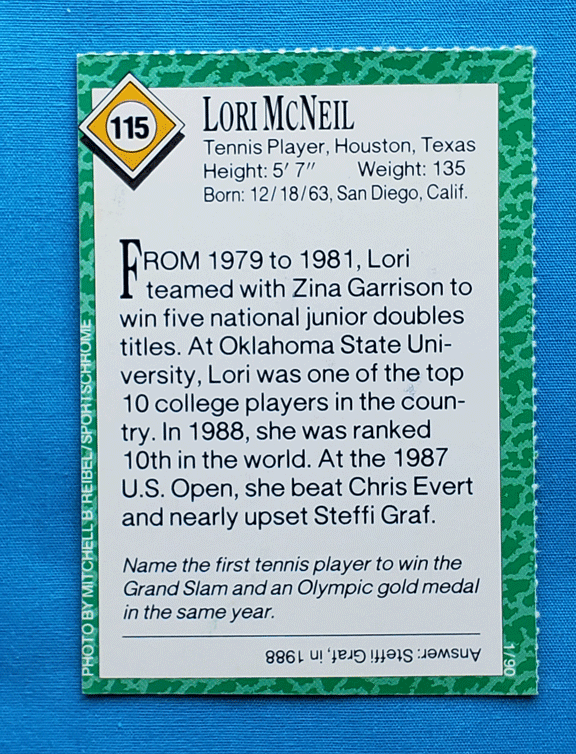 115
LORI MCNEIL
Tennis Player, Houston, Texas
Height: 5' 7" Weight: 135
Born: 12/18/63, San Diego, Calif.
FROM 1979 to 1981, Lori
teamed with Zina Garrison to
win five national junior doubles
titles. At Oklahoma State Uni-
versity, Lori was one of the top
10 college players in the coun-
try. In 1988, she was ranked
10th in the world. At the 1987
U.S. Open, she beat Chris Evert
and nearly upset Steffi Graf.
Name the first tennis player to win the
Grand Slam and an Olympic gold medal
in the same year.
Answer: Steffi Graf, in 1988
PHOTO BY MITCHELL B. REIBEL/SPORTSCHROME
1/90